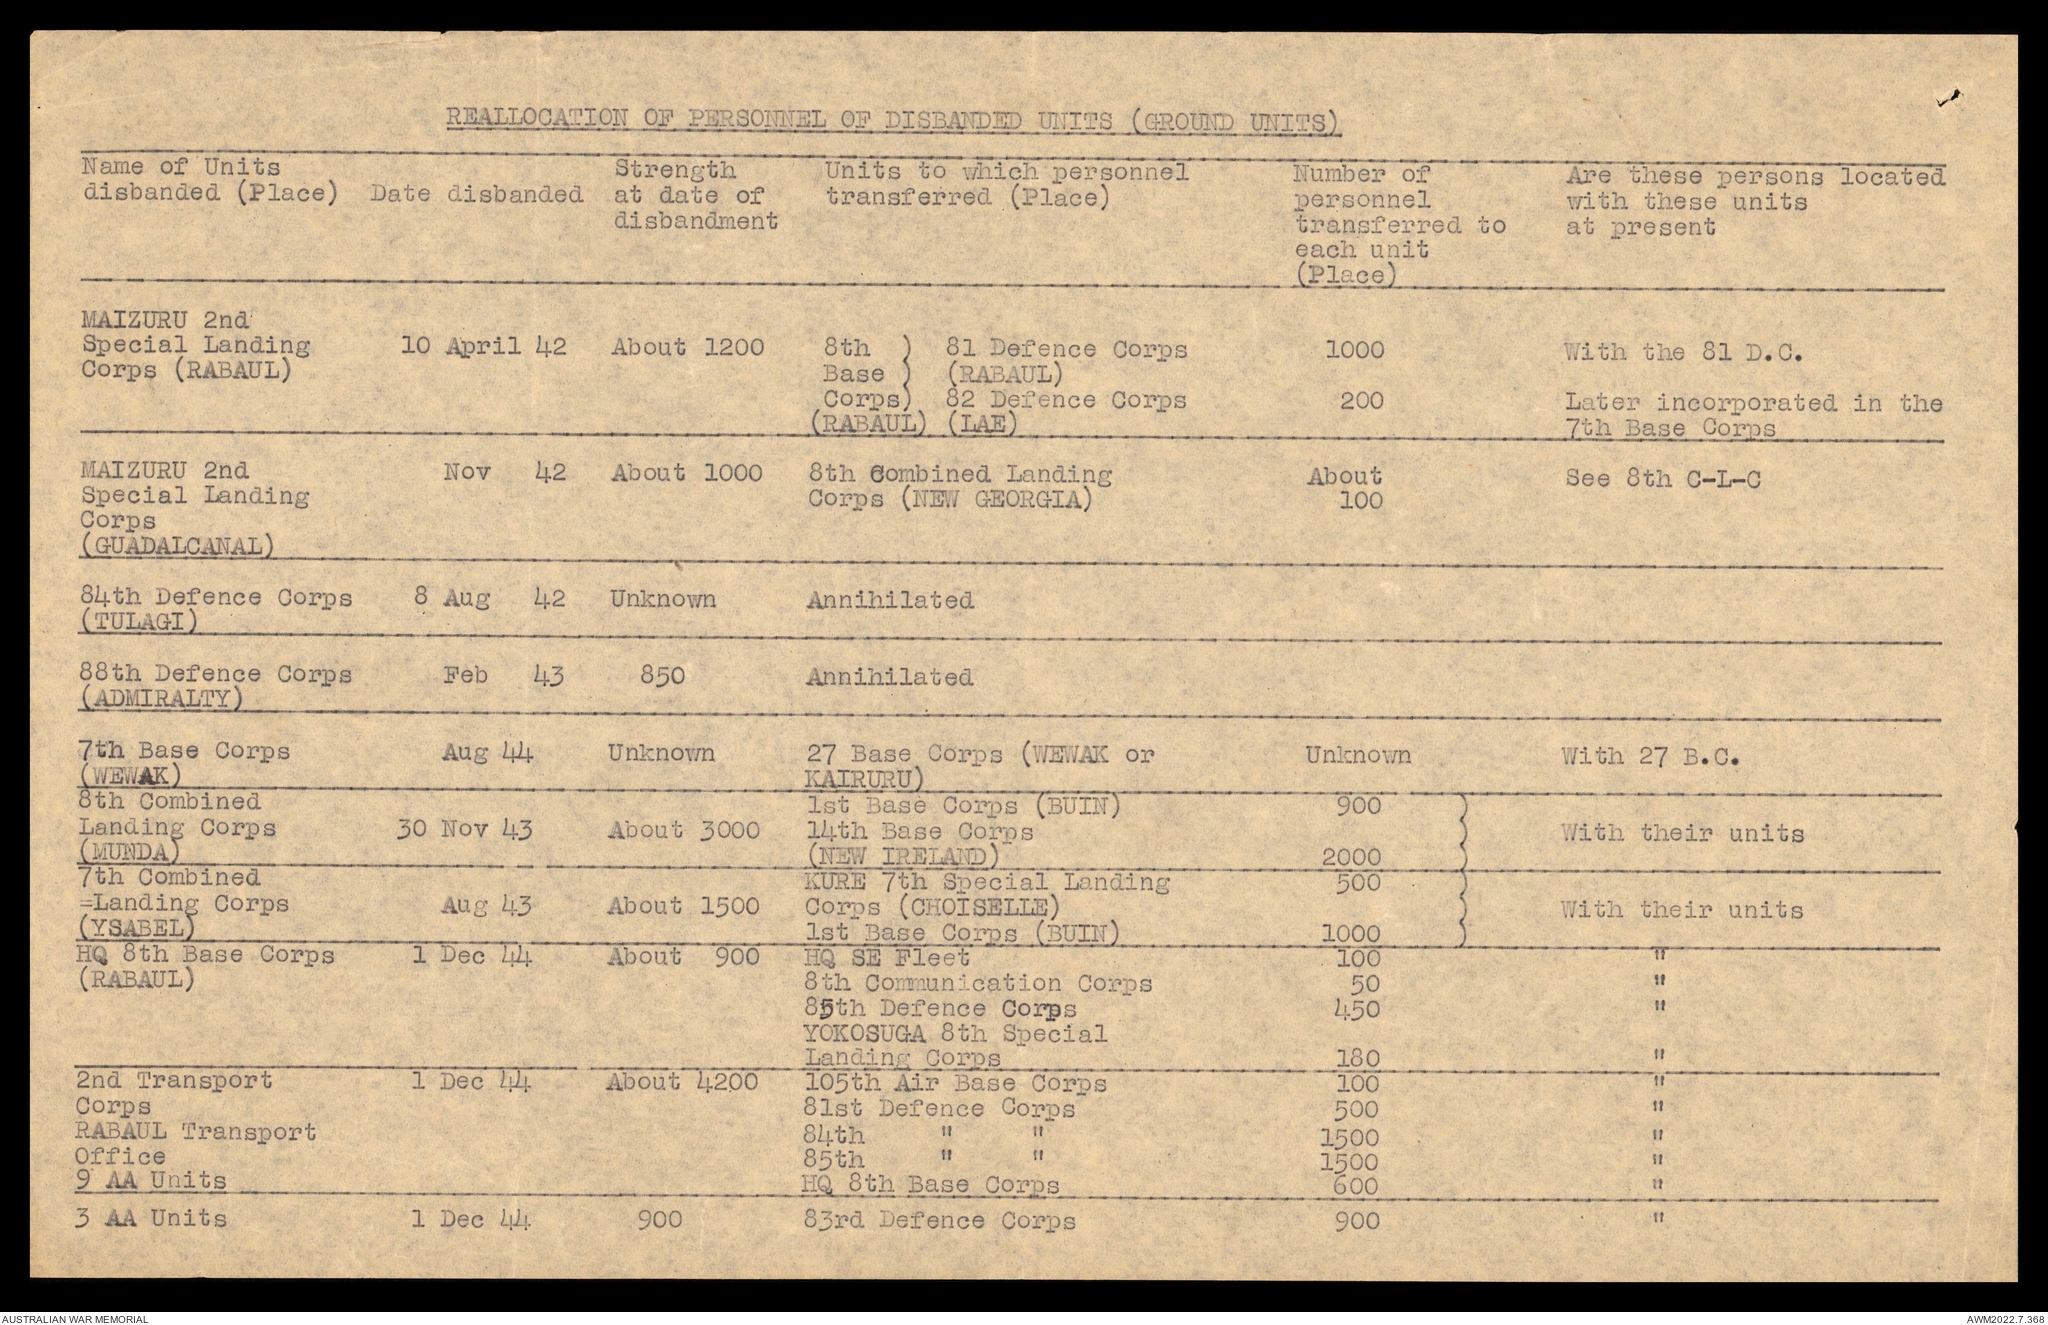 REALLOCATION OF PERSONNEL OF DISBANDED UNITS (GROUND UNITS)
Name of Units disbanded (Place)
Date disbanded
Strength at date of disbandment
Units to which personnel transferred (Place)
Number of personnel transferred to each unit (Place)
Are these persons located with these units at present
MAIZURU 2nd
Special Landing 10 April 42 About 1200 8th ) 81 Defence Corps 1000 With the 81 D.C.
Corps (RABAUL) Base ) (RABAUL)
Corps) 82 Defence Corps 200 Later incorporated in the
(RABAUL) (LAE) 7th Base Corps
MAIZURU 2nd Nov 42 About 1000 8th Combined Landing About See 8th C-L-C
Special Landing Corps (NEW GEORGIA) 100
Corps
(GUADALCANAL)
84th Defence Corps 8 Aug 42 Unknown Annihilated
(TULAGI)
88th Defence Corps Feb 43 850 Annihilated
(ADMIRALTY)
7th Base Corps Aug 44 Unknown 27 Base Corps (WEWAK or Unknown With 27 B.C.
(WEWAK) KAIRURU)
8th Combined 1st Base Corps (BUIN) 900 )
Landing Corps 30 Nov 43 About 3000 14th Base Corps ) With their units
(MUNDA) (NEW IRELAND) 2000 )
7th Combined KURE 7th Special Landing 500 )
=Landing Corps Aug 43 About 1500 Corps (CHOISELLE) ) With their units
(YSABEL) 1st Base Corps (BUIN) 1000 )
HQ 8th Base Corps 1 Dec 44 About 900 HQ SE Fleet 100 "
(RABAUL) 8th Communication Corps 50 "
85th Defence Corps 450 "
YOKOSUGA 8th Special
Landing Corps 180 "
2nd Transport 1 Dec 44 About 4200 105th Air Base Corps 100 "
Corps 81st Defence Corps 500 "
RABAUL Transport 84th " " 1500 "
Office 85th " " 1500 "
9 AA Units HQ 8th Base Corps 600 "
3 AA Units 1 Dec 44 900 83rd Defence Corps 900 "
AUSTRALIAN WAR MEMORIAL AWM2022.7.368